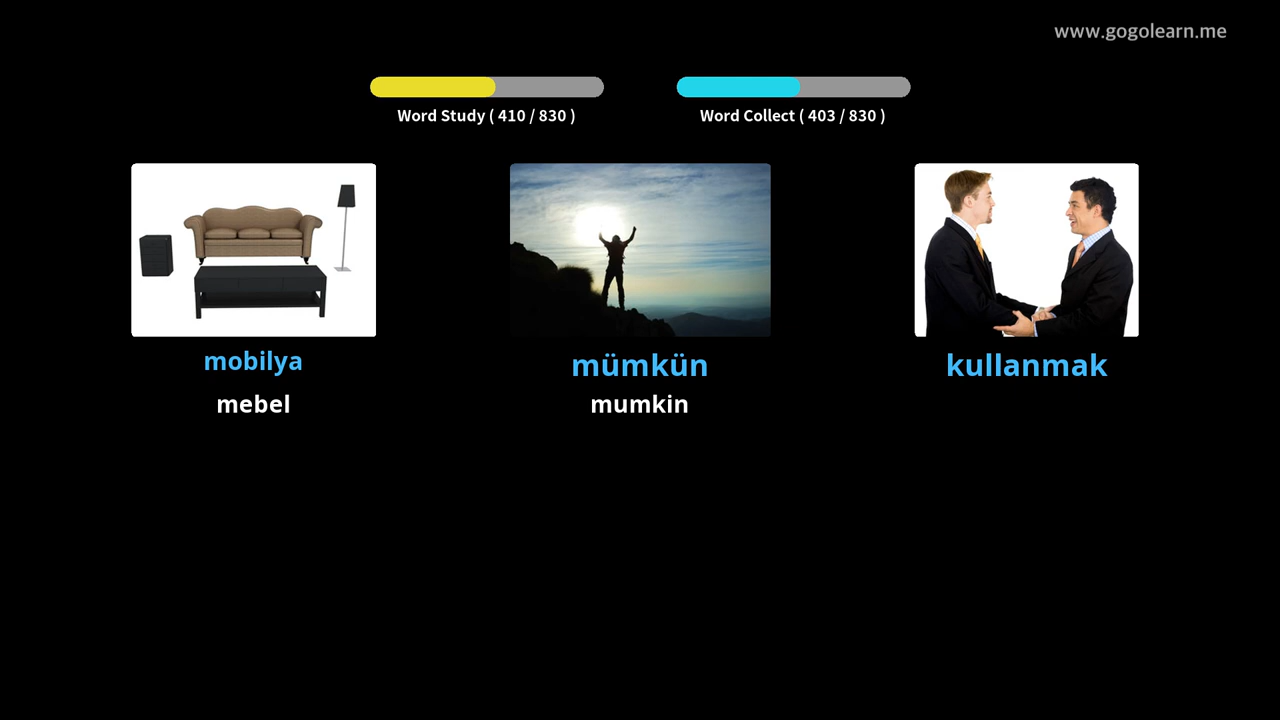 www.gogolearn.me
Word Study ( 410 / 830 )
Word Collect ( 403 / 830 )
mobilya
mebel
mümkün
mumkin
kullanmak